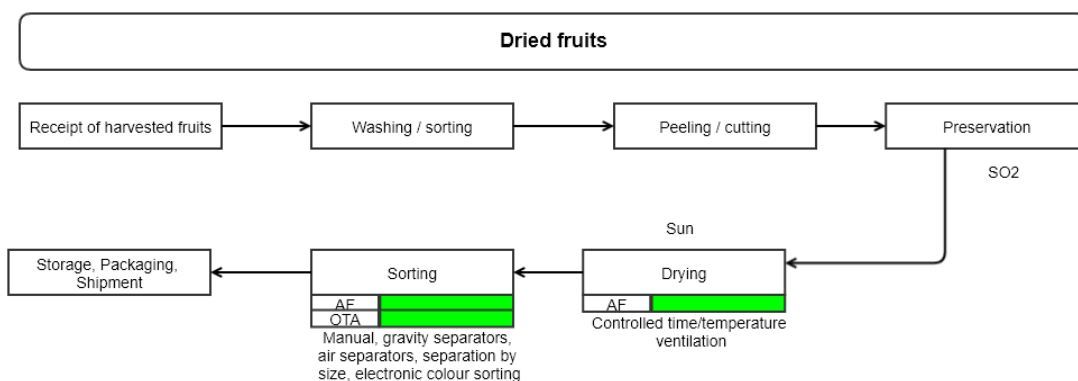 Dried fruits
Receipt of harvested fruits
Washing / sorting
Peeling / cutting
Preservation
SO2
Sun
Storage, Packaging,
Shipment
Sorting
Drying
AF
OTA
AF
Manual, gravity separators,
air separators, separation by
size, electronic colour sorting
Controlled time/temperature
ventilation